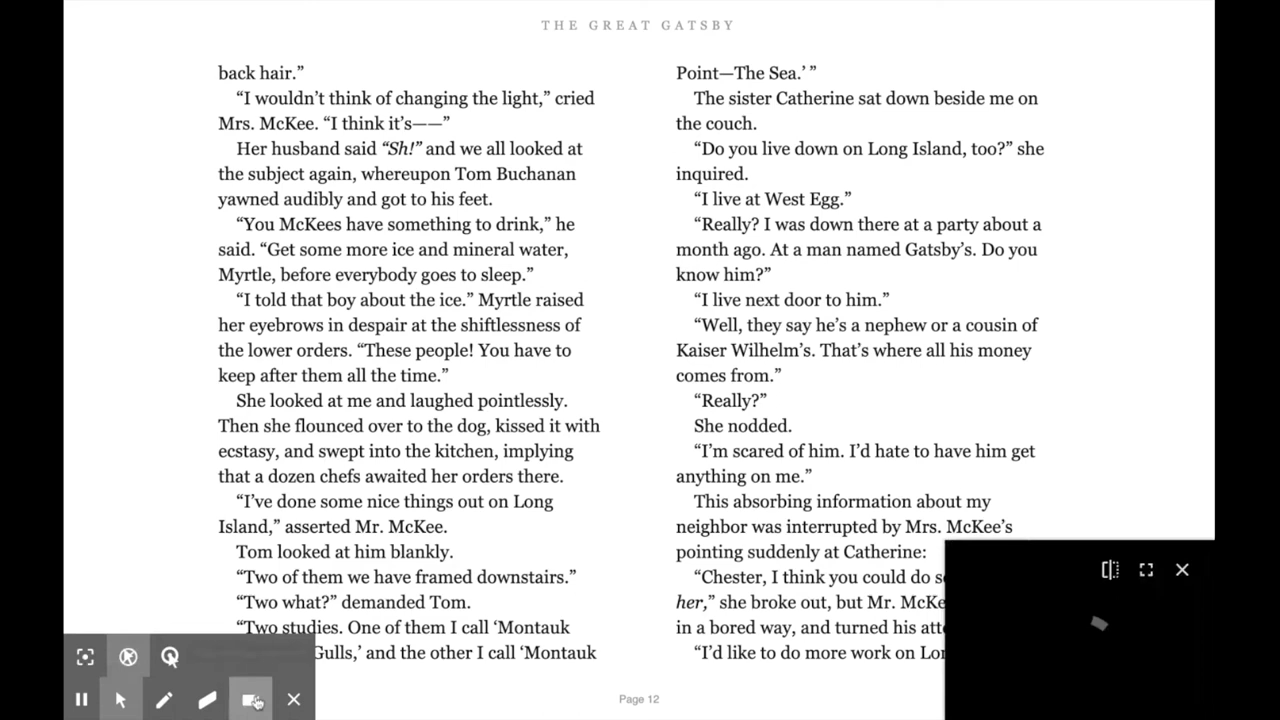 THE GREAT GATSBY
back hair.”
“I wouldn’t think of changing the light,” cried
Mrs. McKee. “I think it’s——”
Her husband said “Sh!” and we all looked at
the subject again, whereupon Tom Buchanan
yawned audibly and got to his feet.
“You McKees have something to drink,” he
said. “Get some more ice and mineral water,
Myrtle, before everybody goes to sleep.”
“I told that boy about the ice.” Myrtle raised
her eyebrows in despair at the shiftlessness of
the lower orders. “These people! You have to
keep after them all the time.”
She looked at me and laughed pointlessly.
Then she flounced over to the dog, kissed it with
ecstasy, and swept into the kitchen, implying
that a dozen chefs awaited her orders there.
“I’ve done some nice things out on Long
Island,” asserted Mr. McKee.
Tom looked at him blankly.
“Two of them we have framed downstairs.”
“Two what?” demanded Tom.
“Two studies. One of them I call ‘Montauk
Gulls,’ and the other I call ‘Montauk
Point—The Sea.’ ”
The sister Catherine sat down beside me on
the couch.
“Do you live down on Long Island, too?” she
inquired.
“I live at West Egg.”
“Really? I was down there at a party about a
month ago. At a man named Gatsby’s. Do you
know him?”
“I live next door to him.”
“Well, they say he’s a nephew or a cousin of
Kaiser Wilhelm’s. That’s where all his money
comes from.”
“Really?”
She nodded.
“I’m scared of him. I’d hate to have him get
anything on me.”
This absorbing information about my
neighbor was interrupted by Mrs. McKee’s
pointing suddenly at Catherine:
“Chester, I think you could do
her,” she broke out, but Mr.
in a bored way, and turned his
“I’d like to do more work on
Page 12